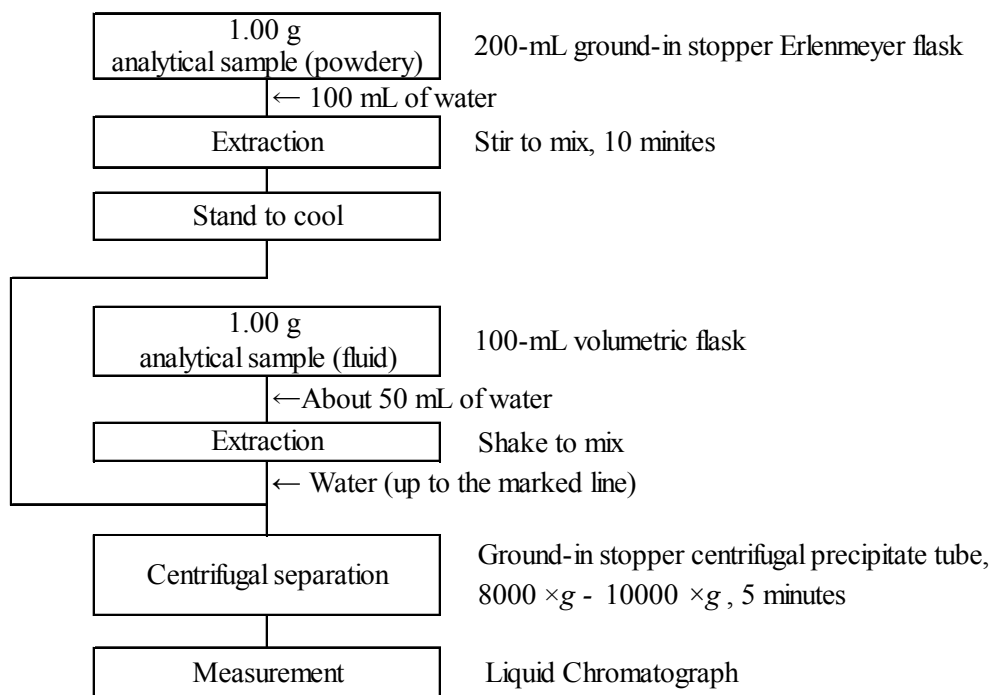 1.00 g
analytical sample (powdery)
200-mL ground-in stopper Erlenmeyer flask
← 100 mL of water
Extraction
Stir to mix, 10 minites
Stand to cool
1.00 g
analytical sample (fluid)
100-mL volumetric flask
←About 50 mL of water
Extraction
Shake to mix
← Water (up to the marked line)
Centrifugal separation
Ground-in stopper centrifugal precipitate tube,
8000 ×g - 10000 ×g , 5 minutes
Measurement
Liquid Chromatograph